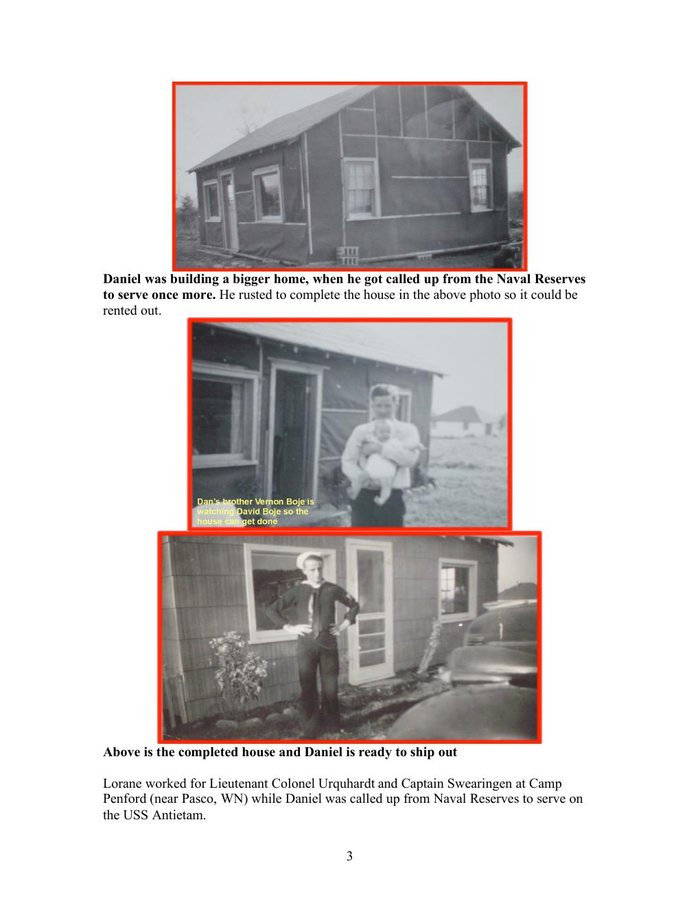 Daniel was building a bigger home, when he got called up from the Naval Reserves
to serve once more. He rusted to complete the house in the above photo so it could be
rented out.
Dan's brother Vernon Boje is
watching David Boje so the
house can get done
Above is the completed house and Daniel is ready to ship out
Lorane worked for Lieutenant Colonel Urquhardt and Captain Swearingen at Camp
Penford (near Pasco, WN) while Daniel was called up from Naval Reserves to serve on
the USS Antietam.
3